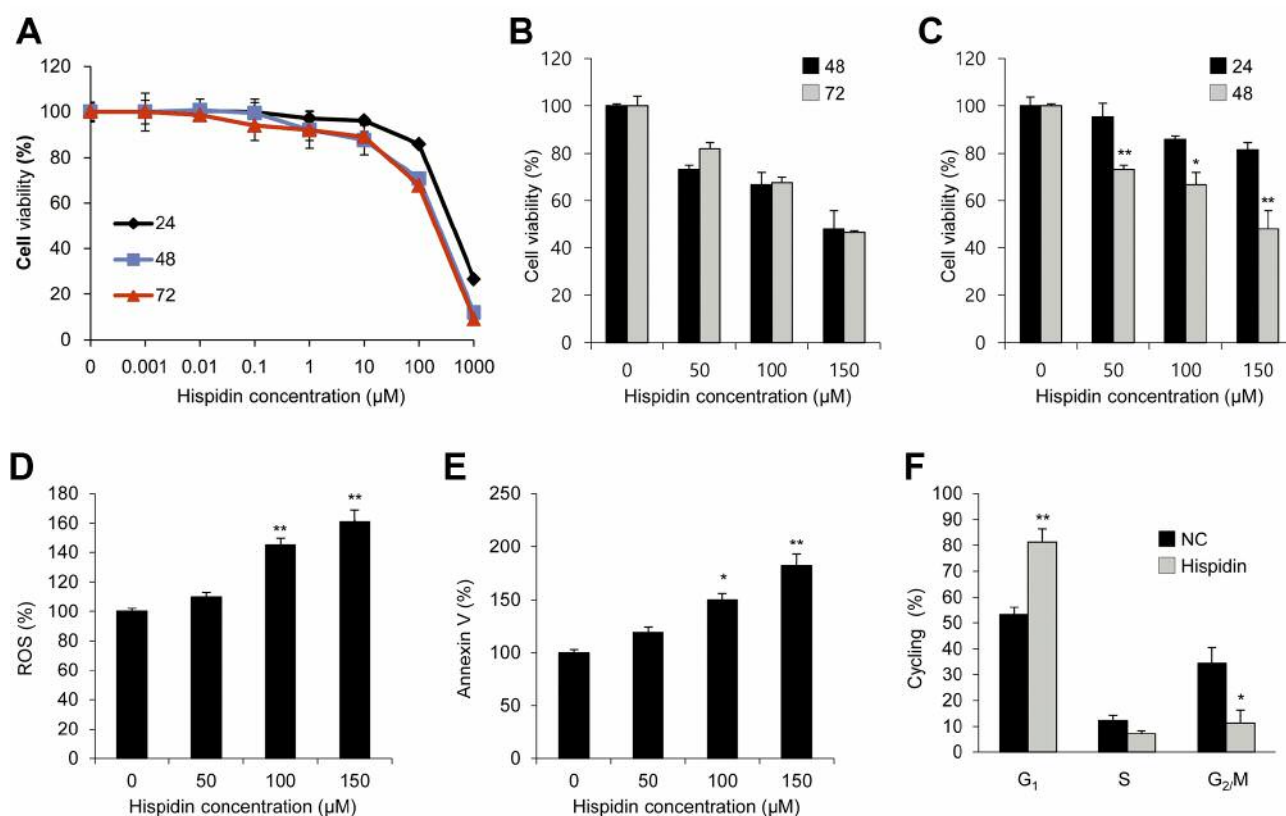 A
120
100
80
60
40
20
0
Cell viability (%)
24
48
72
0 0.001 0.01 0.1 1 10 100 1000
Hispidin concentration (µM)
B
120
100
80
60
40
20
0
Cell viability (%)
48
72
0 50 100 150
Hispidin concentration (µM)
C
120
100
80
60
40
20
0
Cell viability (%)
24
48
**
*
**
0 50 100 150
Hispidin concentration (µM)
D
180
160
140
120
100
80
60
40
20
0
ROS (%)
**
**
0 50 100 150
Hispidin concentration (µM)
E
250
200
150
100
50
0
Annexin V (%)
*
**
0 50 100 150
Hispidin concentration (µM)
F
100
90
80
70
60
50
40
30
20
10
0
Cycling (%)
**
NC
Hispidin
*
G₁ S G₂/M